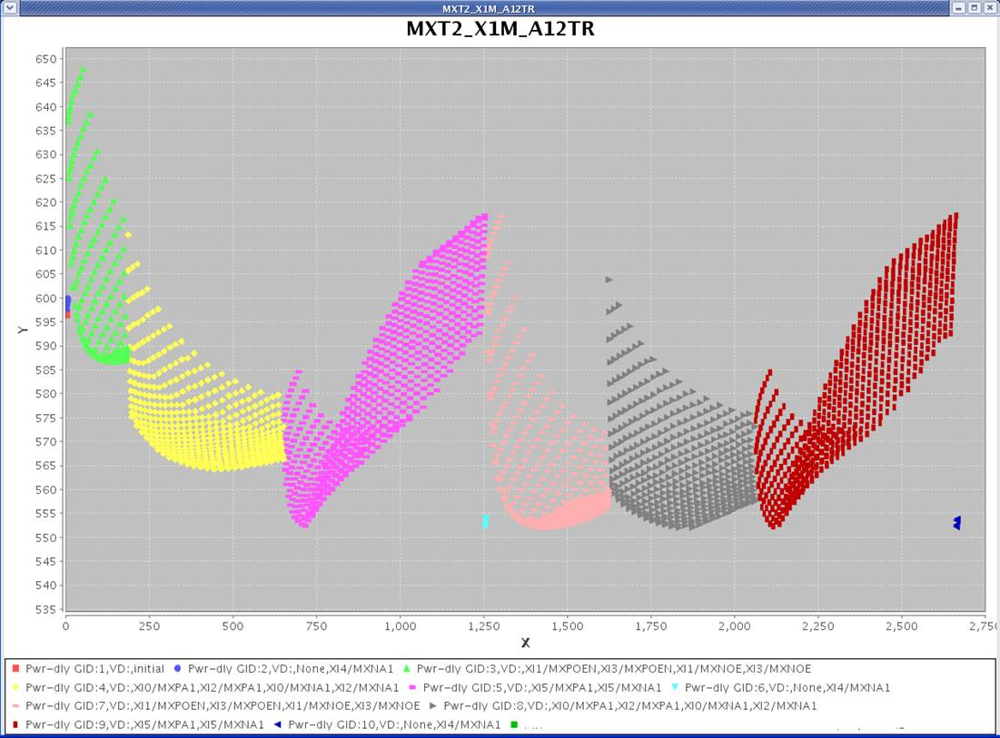 MXT2_X1M_A12TR
MXT2_X1M_A12TR
650
645
640
635
630
625
620
615
610
605
600
595
590
585
580
575
570
565
560
555
550
545
540
535
Y
0 250 500 750 1,000 1,250 1,500 1,750 2,000 2,250 2,500 2,75
X
Pwr-dly GID:1,VD:,initial Pwr-dly GID:2,VD:,None,XI4/MXNA1 Pwr-dly GID:3,VD:,XI1/MXPOEN,XI3/MXPOEN,XI1/MXNOE,XI3/MXNOE
Pwr-dly GID:4,VD:,XI0/MXPA1,XI2/MXPA1,XI0/MXNA1,XI2/MXNA1 Pwr-dly GID:5,VD:,XI5/MXPA1,XI5/MXNA1 Pwr-dly GID:6,VD:,None,XI4/MXNA1
Pwr-dly GID:7,VD:,XI1/MXPOEN,XI3/MXPOEN,XI1/MXNOE,XI3/MXNOE Pwr-dly GID:8,VD:,XI0/MXPA1,XI2/MXPA1,XI0/MXNA1,XI2/MXNA1
Pwr-dly GID:9,VD:,XI5/MXPA1,XI5/MXNA1 Pwr-dly GID:10,VD:,None,XI4/MXNA1